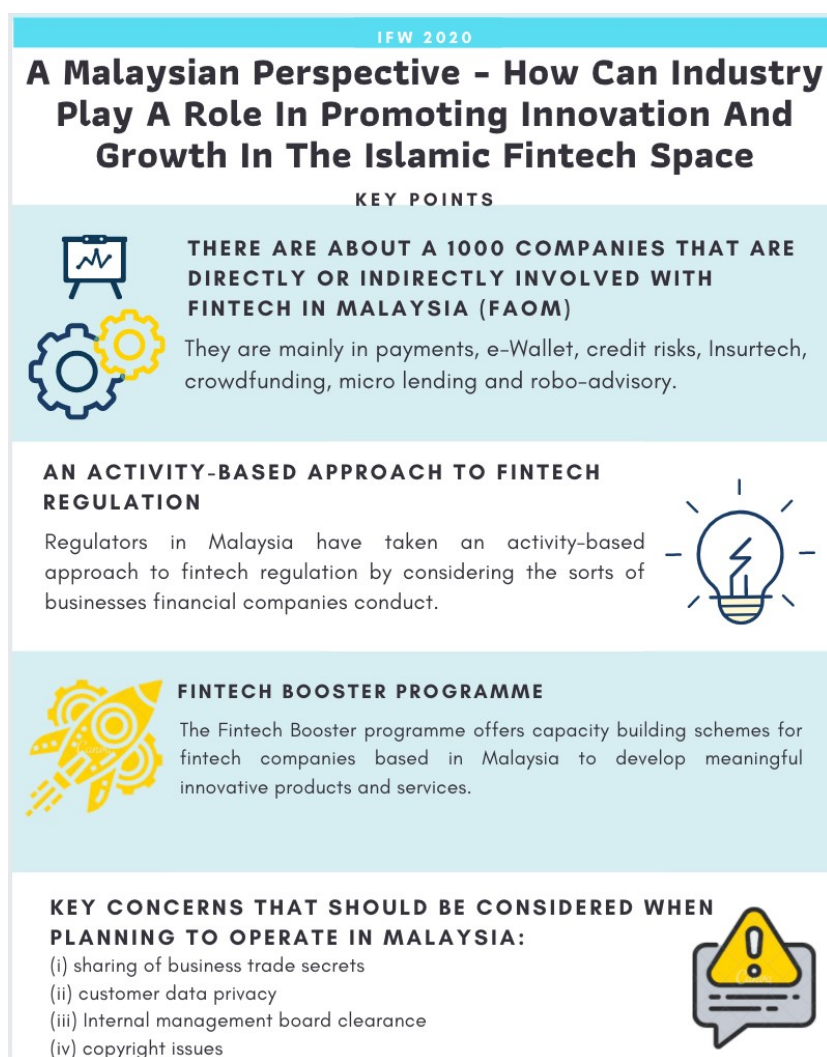 IFW 2020
A Malaysian Perspective - How Can Industry
Play A Role In Promoting Innovation And
Growth In The Islamic Fintech Space
KEY POINTS
THERE ARE ABOUT A 1000 COMPANIES THAT ARE
DIRECTLY OR INDIRECTLY INVOLVED WITH
FINTECH IN MALAYSIA (FAOM)
They are mainly in payments, e-Wallet, credit risks, Insurtech,
crowdfunding, micro lending and robo-advisory.
AN ACTIVITY-BASED APPROACH TO FINTECH
REGULATION
Regulators in Malaysia have taken an activity-based
approach to fintech regulation by considering the sorts of
businesses financial companies conduct.
FINTECH BOOSTER PROGRAMME
The Fintech Booster programme offers capacity building schemes for
fintech companies based in Malaysia to develop meaningful
innovative products and services.
KEY CONCERNS THAT SHOULD BE CONSIDERED WHEN
PLANNING TO OPERATE IN MALAYSIA:
(i) sharing of business trade secrets
(ii) customer data privacy
(iii) Internal management board clearance
(iv) copyright issues